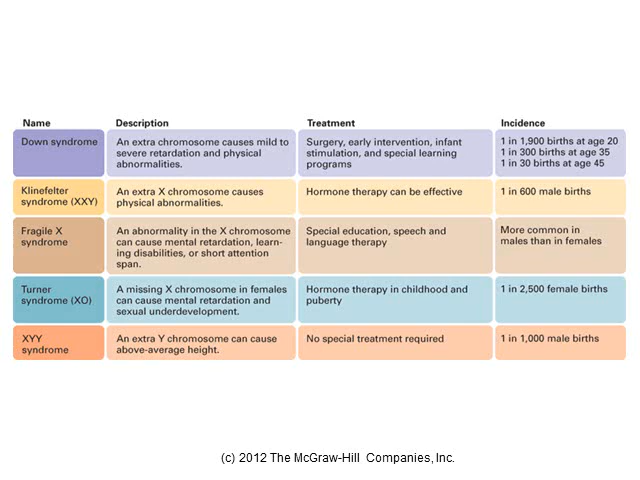 Name Description Treatment Incidence
Down syndrome
An extra chromosome causes mild to
severe retardation and physical
abnormalities.
Surgery, early intervention, infant
stimulation, and special learning
programs
1 in 1,900 births at age 20
1 in 300 births at age 35
1 in 30 births at age 45
Klinefelter
syndrome (XXY)
An extra X chromosome causes
physical abnormalities.
Hormone therapy can be effective
1 in 600 male births
Fragile X
syndrome
An abnormality in the X chromosome
can cause mental retardation, learn-
ing disabilities, or short attention
span.
Special education, speech and
language therapy
More common in
males than in females
Turner
syndrome (XO)
A missing X chromosome in females
can cause mental retardation and
sexual underdevelopment.
Hormone therapy in childhood and
puberty
1 in 2,500 female births
XYY
syndrome
An extra Y chromosome can cause
above-average height.
No special treatment required
1 in 1,000 male births
(c) 2012 The McGraw-Hill Companies, Inc.